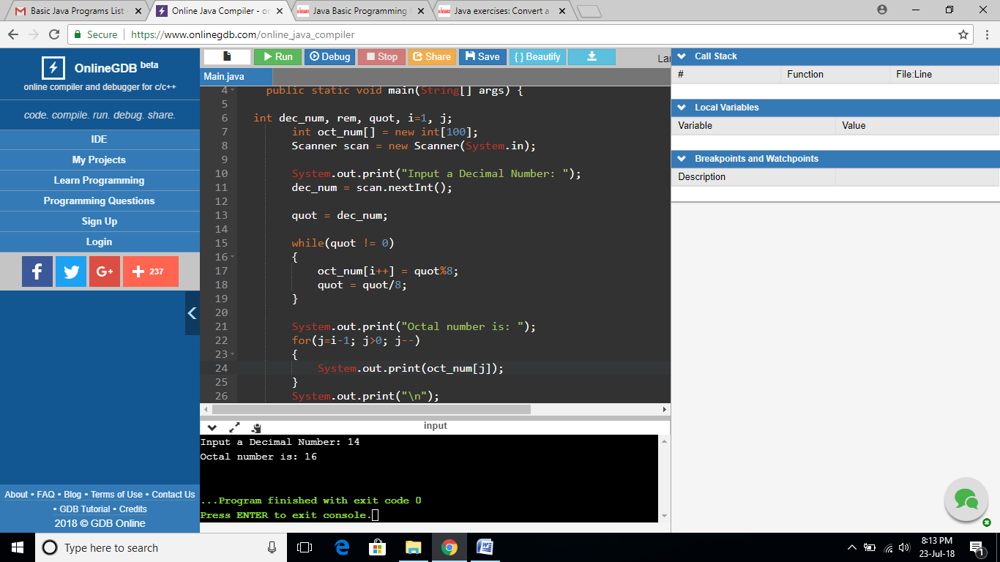 Basic Java Programs List
Online Java Compiler - or
Java Basic Programming
Java exercises: Convert a
Secure
https://www.onlinegdb.com/online_java_compiler
OnlineGDB beta
online compiler and debugger for c/c++
code. compile. run. debug. share.
IDE
My Projects
Learn Programming
Programming Questions
Sign Up
Login
237
About • FAQ • Blog • Terms of Use • Contact Us
• GDB Tutorial • Credits
2018 © GDB Online
Run
Debug
Stop
Share
Save
{ } Beautify
Main.java
4 public static void main(String[] args) {
5
6 int dec_num, rem, quot, i=1, j;
7 int oct_num[] = new int[100];
8 Scanner scan = new Scanner(System.in);
9
10 System.out.print("Input a Decimal Number: ");
11 dec_num = scan.nextInt();
12
13 quot = dec_num;
14
15 while(quot != 0)
16 {
17 oct_num[i++] = quot%8;
18 quot = quot/8;
19 }
20
21 System.out.print("Octal number is: ");
22 for(j=i-1; j>0; j--)
23 {
24 System.out.print(oct_num[j]);
25 }
26 System.out.print("\n");
input
Input a Decimal Number: 14
Octal number is: 16
...Program finished with exit code 0
Press ENTER to exit console.
Call Stack
# Function File:Line
Local Variables
Variable Value
Breakpoints and Watchpoints
Description
Type here to search
8:13 PM
23-Jul-18
1